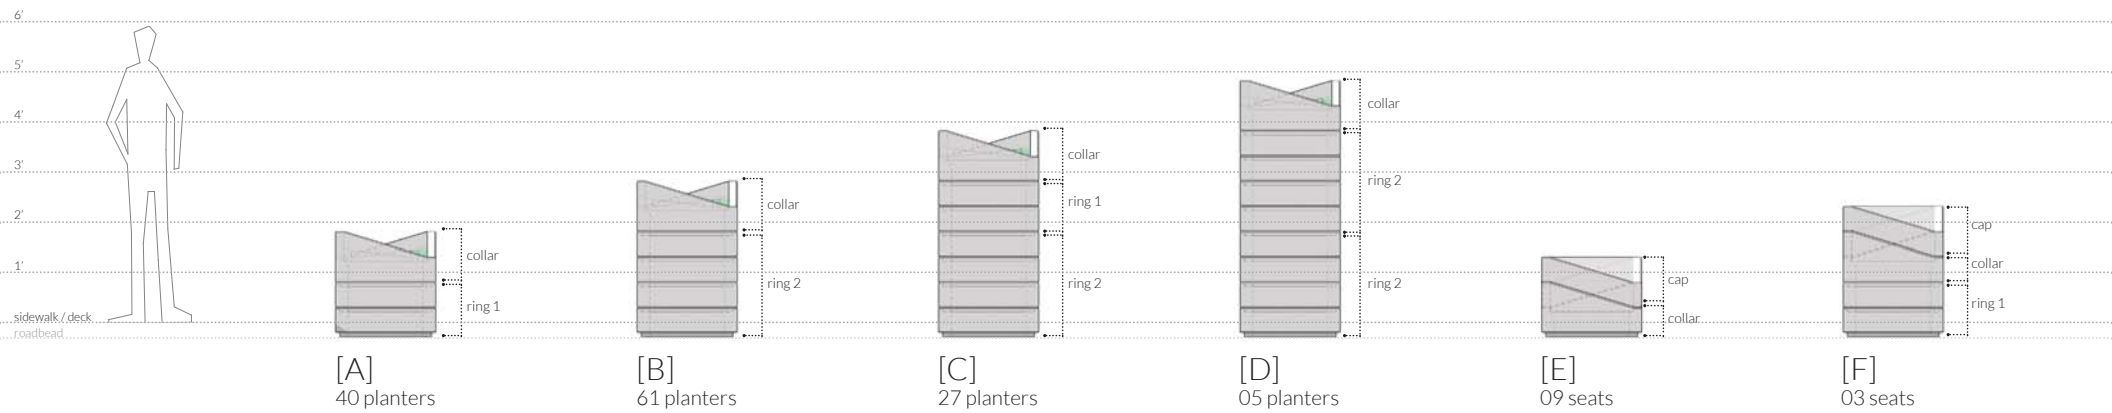 6'
5'
4'
3'
2'
1'
sidewalk / deck
roadbead
collar
ring 1
[A]
40 planters
collar
ring 2
[B]
61 planters
collar
ring 1
ring 2
[C]
27 planters
collar
ring 2
ring 2
[D]
05 planters
cap
collar
[E]
09 seats
cap
collar
ring 1
[F]
03 seats